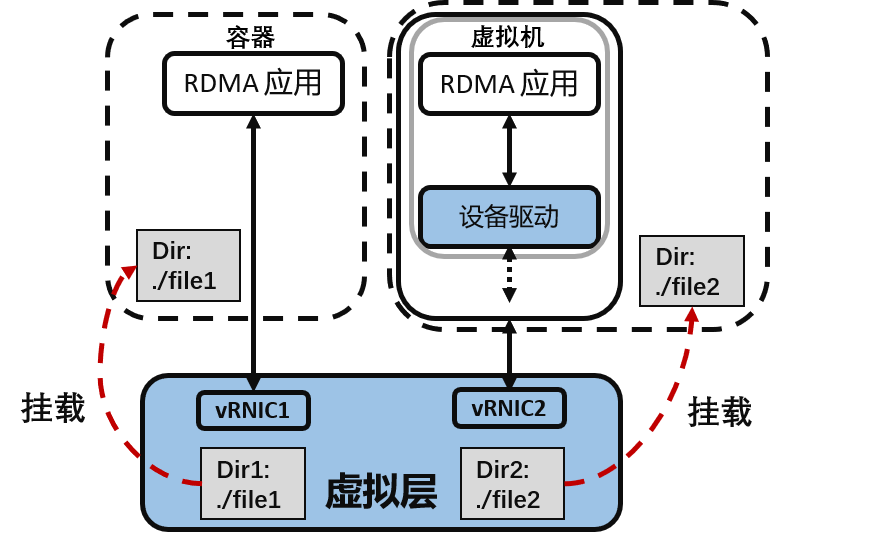 容器
RDMA 应用
虚拟机
RDMA 应用
设备驱动
Dir:
./file1
Dir:
./file2
挂载
挂载
vRNIC1
vRNIC2
Dir1:
./file1
虚拟层
Dir2:
./file2